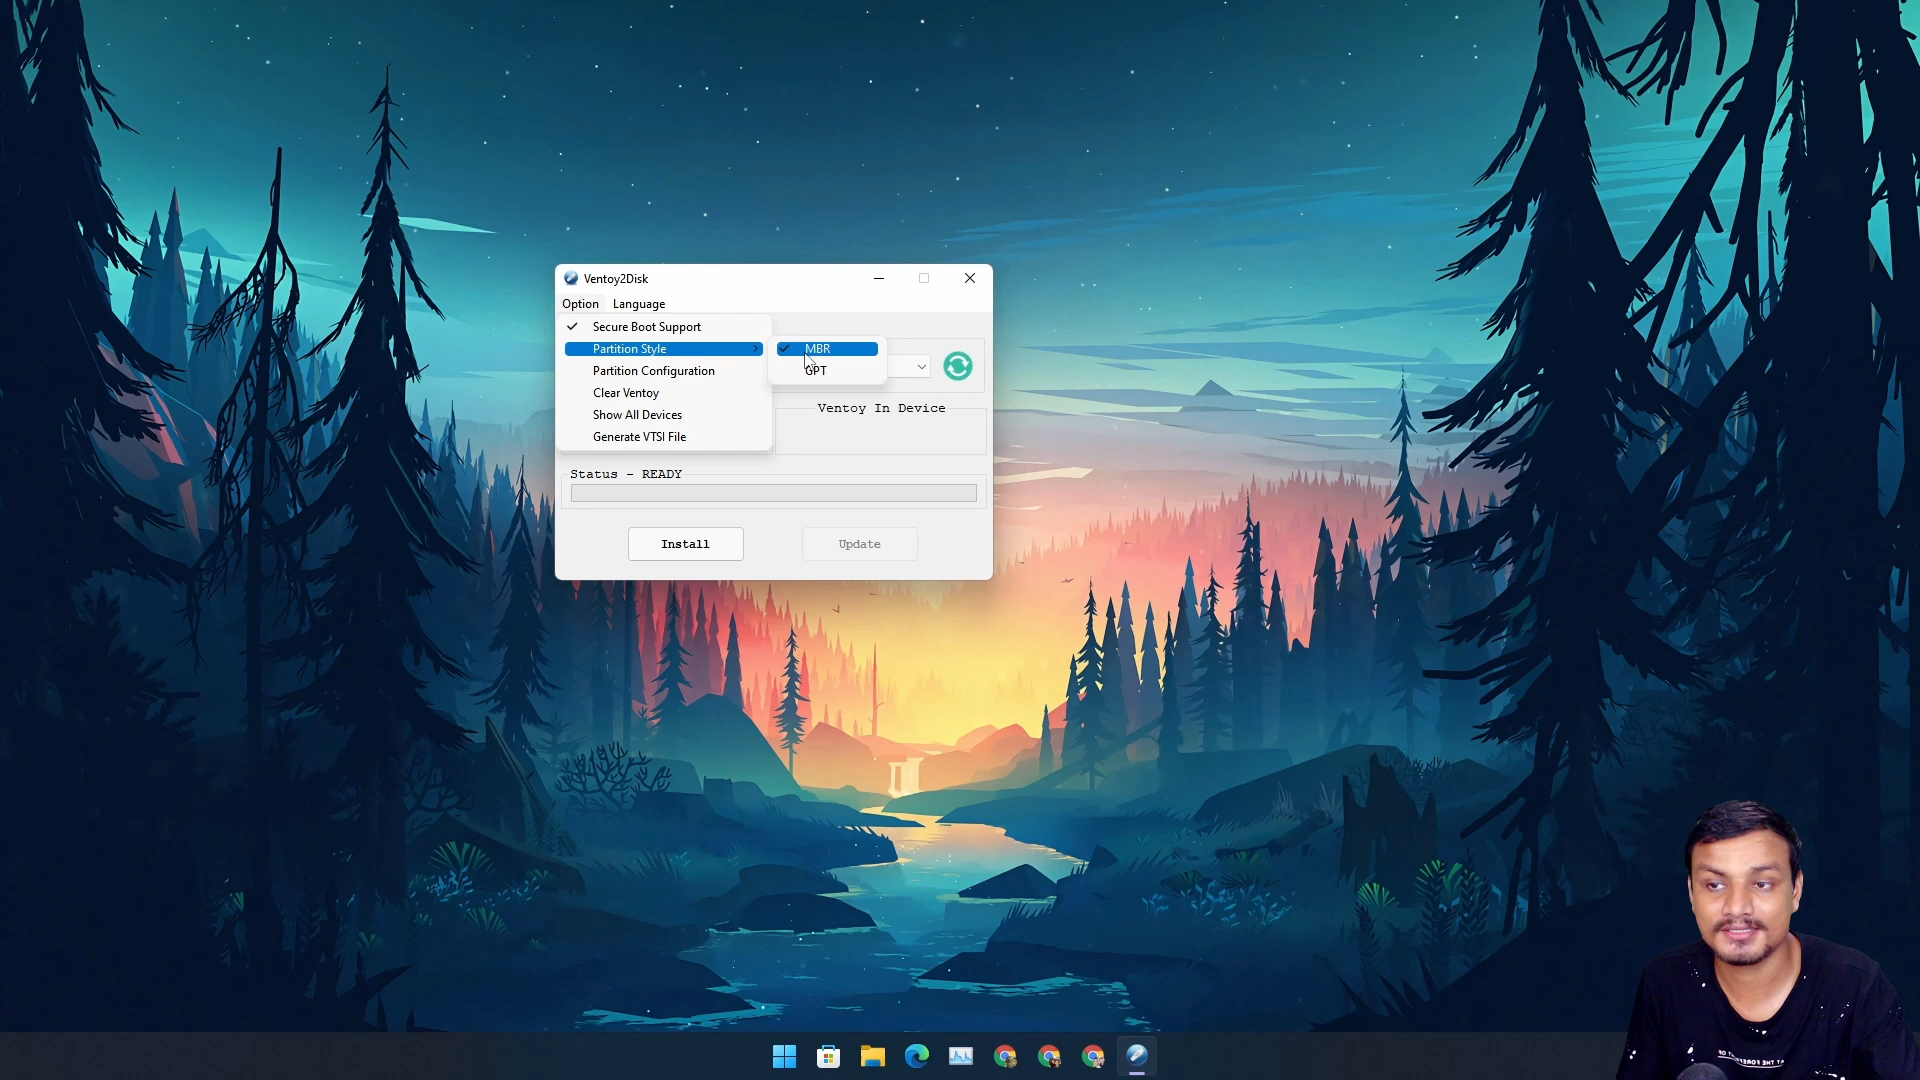 Ventoy2Disk
Option Language
Secure Boot Support
Partition Style
MBR
Partition Configuration
GPT
Clear Ventoy
Show All Devices
Ventoy In Device
Generate VTSI File
Status - READY
Install Update